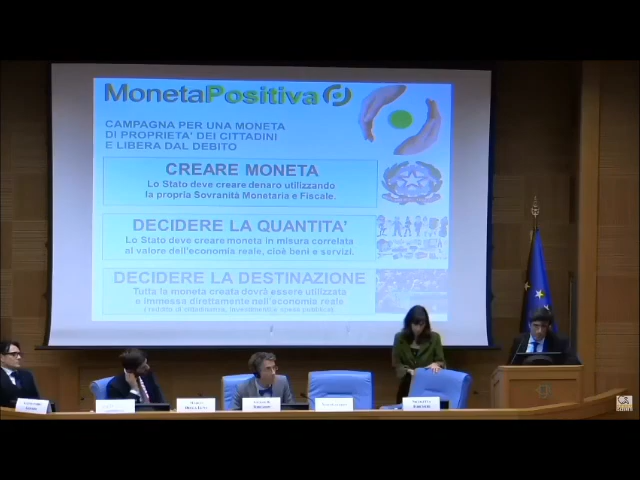 MonetaPositiva
CAMPAGNA PER UNA MONETA
DI PROPRIETA' DEI CITTADINI
E LIBERA DAL DEBITO
CREARE MONETA
Lo Stato deve creare denaro utilizzando
la propria Sovranità Monetaria e Fiscale.
DECIDERE LA QUANTITA'
Lo Stato deve creare moneta in misura correlata
al valore dell'economia reale, cioè beni e servizi.
DECIDERE LA DESTINAZIONE
Tutta la moneta creata dovrà essere utilizzata
e immessa direttamente nell'economia reale